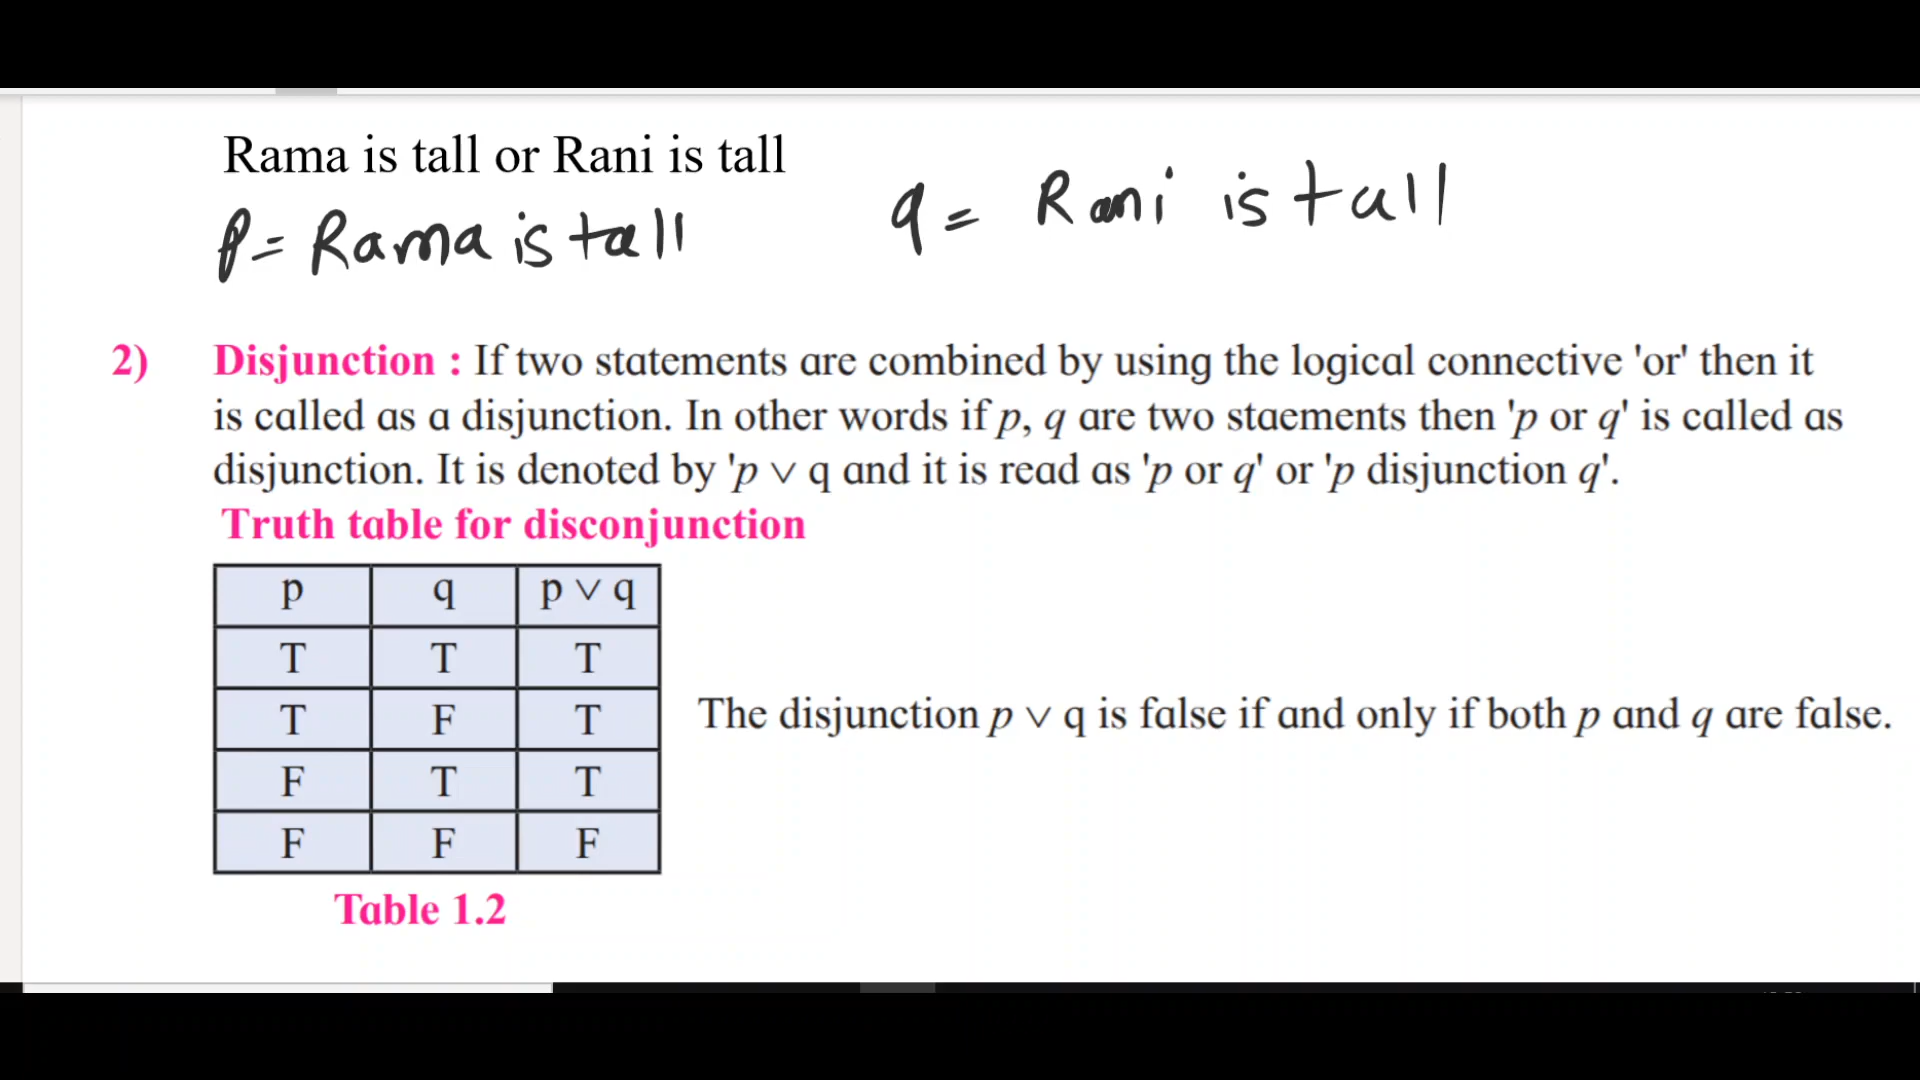 Rama is tall or Rani is tall
p = Rama is tall
q = Rani is tall
2) Disjunction : If two statements are combined by using the logical connective 'or' then it
is called as a disjunction. In other words if p, q are two staements then 'p or q' is called as
disjunction. It is denoted by 'p ∨ q and it is read as 'p or q' or 'p disjunction q'.
Truth table for disconjunction
p q p ∨ q
T T T
T F T
The disjunction p ∨ q is false if and only if both p and q are false.
F T T
F F F
Table 1.2